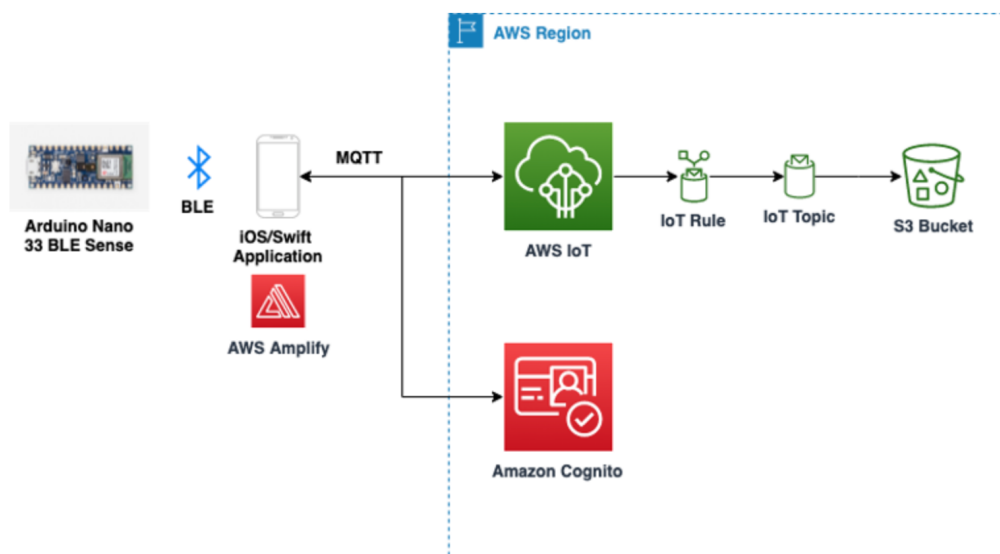 AWS Region
MQTT
BLE
Arduino Nano
33 BLE Sense
iOS/Swift
Application
AWS Amplify
AWS IoT
IoT Rule
IoT Topic
S3 Bucket
Amazon Cognito